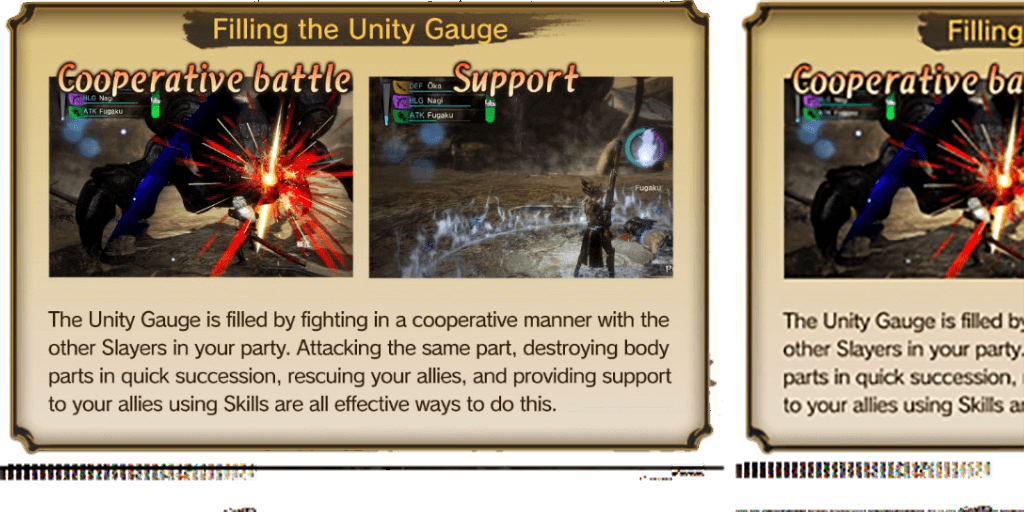 Filling the Unity Gauge
Cooperative battle
Support
HLG Nagi
ATK Fugaku
DEF Ōka
HLG Nagi
ATK Fugaku
Fugaku
The Unity Gauge is filled by fighting in a cooperative manner with the
other Slayers in your party. Attacking the same part, destroying body
parts in quick succession, rescuing your allies, and providing support
to your allies using Skills are all effective ways to do this.
Filling
Cooperative ba
The Unity Gauge is filled by
other Slayers in your party.
parts in quick succession,
to your allies using Skills ar